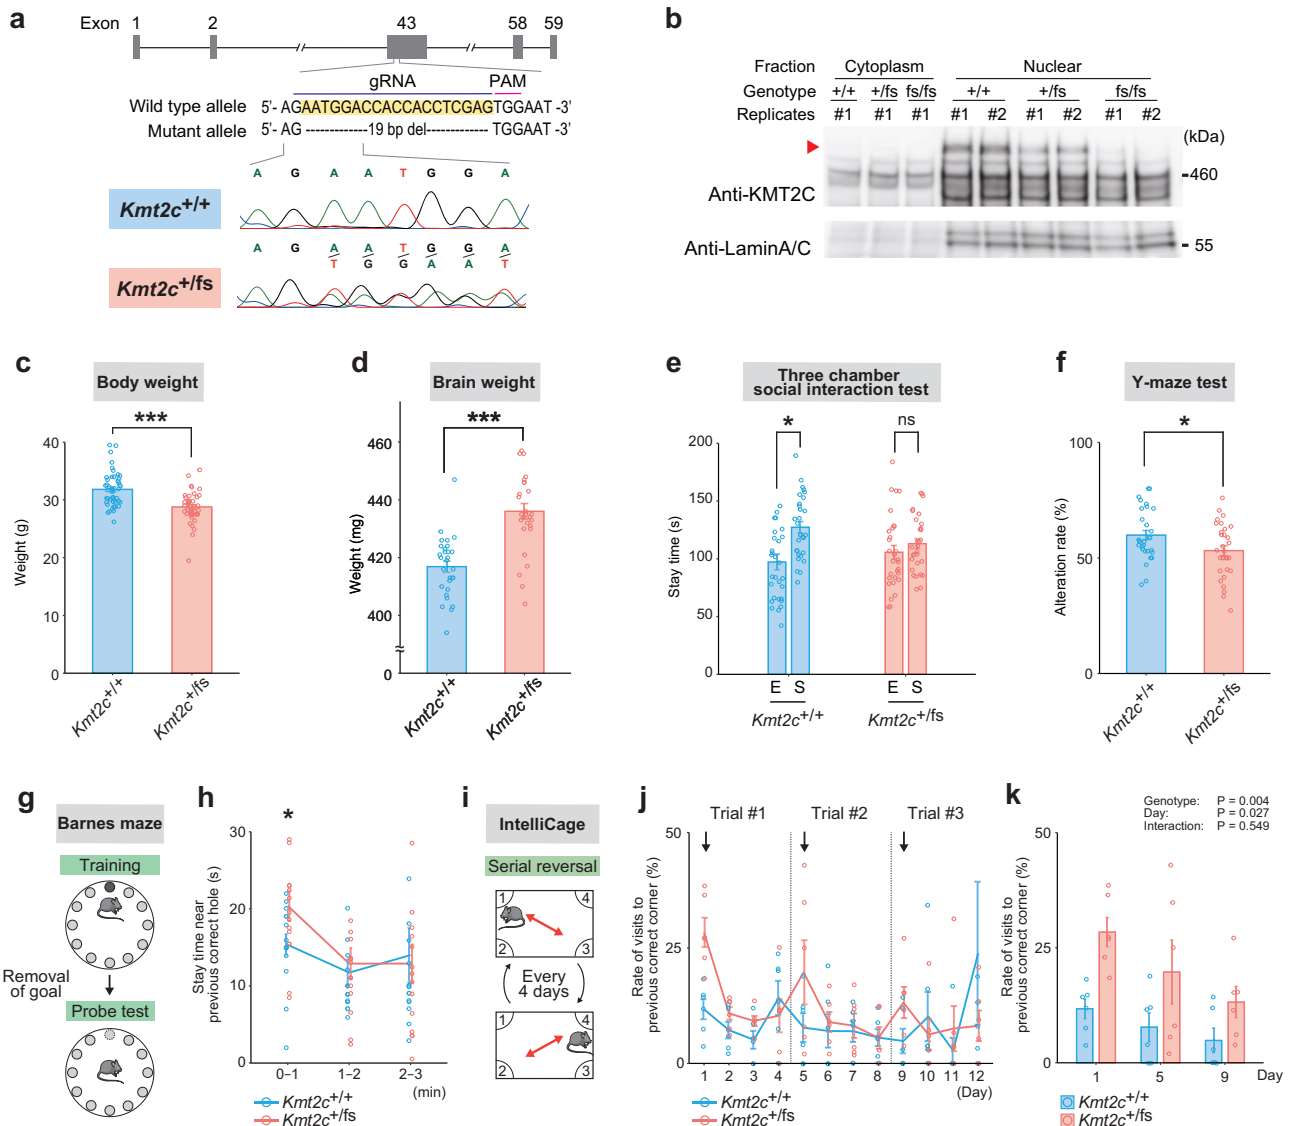 a
Exon 1 2 43 58 59
gRNA PAM
Wild type allele 5'- AGAATGGACCACCACCTCGAGTGGAAT -3'
Mutant allele 5'- AG -------------19 bp del------------- TGGAAT -3'
A G A A T G G A
Kmt2c+/+
A G A A T G G A
T G G A A T
Kmt2c+/fs
b
Fraction Cytoplasm Nuclear
Genotype +/+ +/fs fs/fs +/+ +/fs fs/fs
Replicates #1 #1 #1 #1 #2 #1 #2 #1 #2
(kDa)
460
Anti-KMT2C
Anti-LaminA/C
55
c
Body weight
***
Weight (g)
40
30
20
10
0
Kmt2c+/+
Kmt2c+/fs
d
Brain weight
***
Weight (mg)
460
440
420
400
0
Kmt2c+/+
Kmt2c+/fs
e
Three chamber
social interaction test
* ns
Stay time (s)
200
150
100
50
0
E S E S
Kmt2c+/+ Kmt2c+/fs
f
Y-maze test
*
Alteration rate (%)
100
50
0
Kmt2c+/+
Kmt2c+/fs
g
Barnes maze
Training
Removal
of goal
Probe test
h
*
Stay time near
previous correct hole (s)
30
20
10
0
0–1 1–2 2–3
(min)
Kmt2c+/+
Kmt2c+/fs
i
IntelliCage
Serial reversal
1 4
2 3
Every
4 days
1 4
2 3
j
Trial #1 Trial #2 Trial #3
Rate of visits to
previous correct corner (%)
50
25
0
1 2 3 4 5 6 7 8 9 10 11 12
(Day)
Kmt2c+/+
Kmt2c+/fs
k
Genotype: P = 0.004
Day: P = 0.027
Interaction: P = 0.549
Rate of visits to
previous correct corner (%)
50
25
0
1 5 9 Day
Kmt2c+/+
Kmt2c+/fs